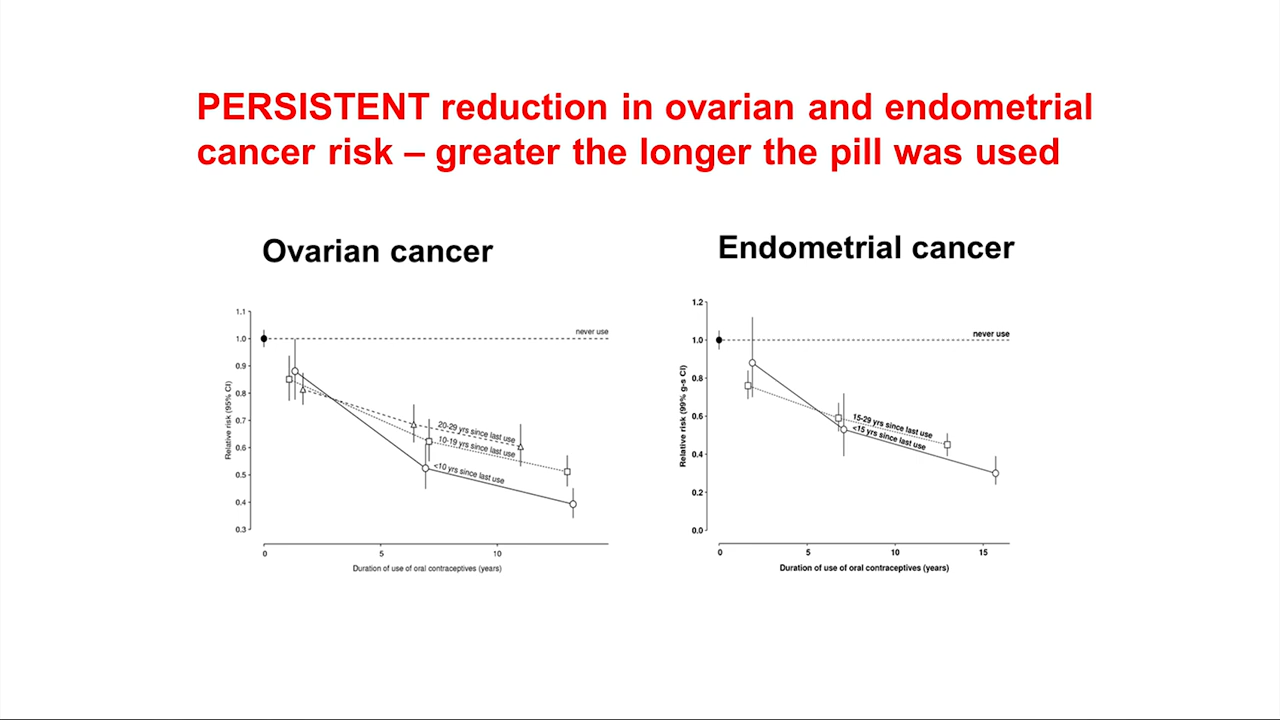 PERSISTENT reduction in ovarian and endometrial
cancer risk – greater the longer the pill was used
Ovarian cancer
Endometrial cancer
1.1
1.0
0.9
0.8
0.7
0.6
0.5
0.4
0.3
Relative risk (95% CI)
never use
20-29 yrs since last use
10-19 yrs since last use
<10 yrs since last use
0 5 10
Duration of use of oral contraceptives (years)
1.2
1.0
0.8
0.6
0.4
0.2
0.0
Relative risk (99% g-s CI)
never use
15-29 yrs since last use
<15 yrs since last use
0 5 10 15
Duration of use of oral contraceptives (years)